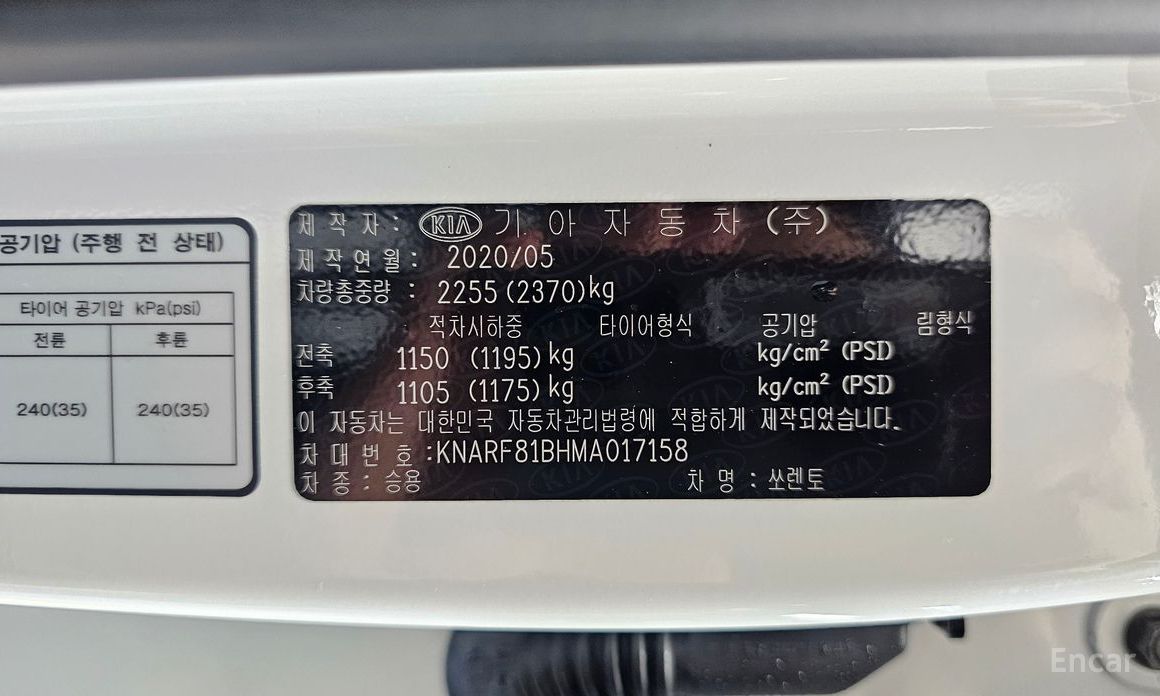 공기압 (주행 전 상태)
타이어 공기압 kPa(psi)
전륜 후륜
240(35) 240(35)
제작자: KIA 기아자동차(주)
제작연월: 2020/05
차량총중량 : 2255(2370)kg
적차시하중 타이어형식 공기압 림형식
전축 1150 (1195)kg kg/cm² (PSI)
후축 1105 (1175)kg kg/cm² (PSI)
이 자동차는 대한민국 자동차관리법령에 적합하게 제작되었습니다.
차대번호:KNARF81BHMA017158
차종: 승용 차명: 쏘렌토
Encar